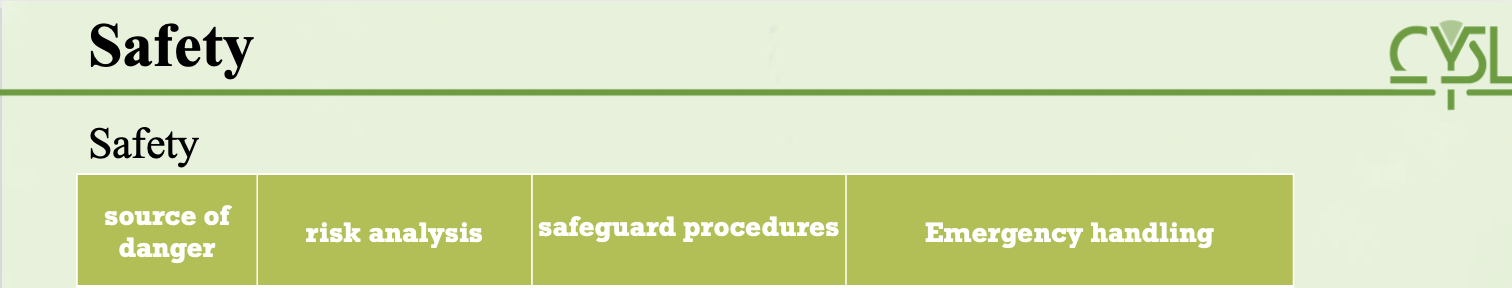 Safety
CYSL
Safety
source of
danger
risk analysis
safeguard procedures
Emergency handling